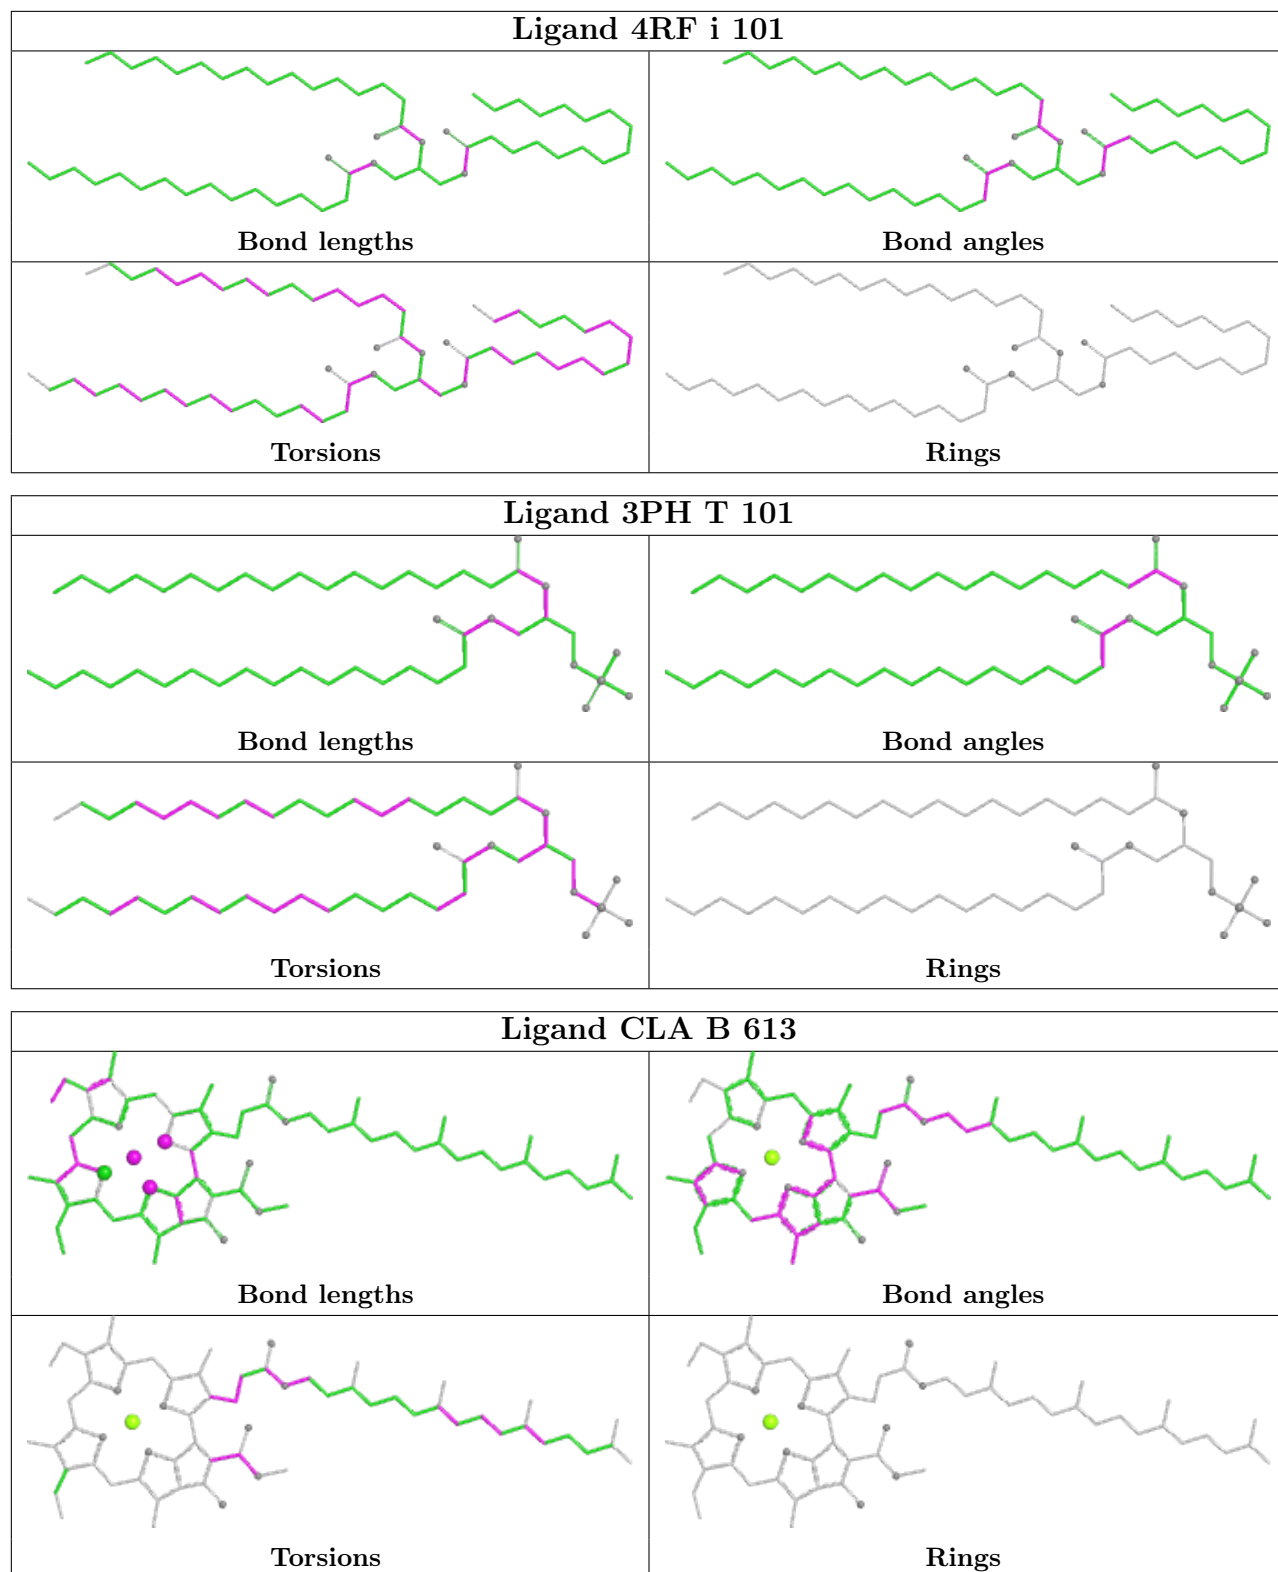 Ligand 4RF i 101
Bond lengths
Bond angles
Torsions
Rings
Ligand 3PH T 101
Bond lengths
Bond angles
Torsions
Rings
Ligand CLA B 613
Bond lengths
Bond angles
Torsions
Rings